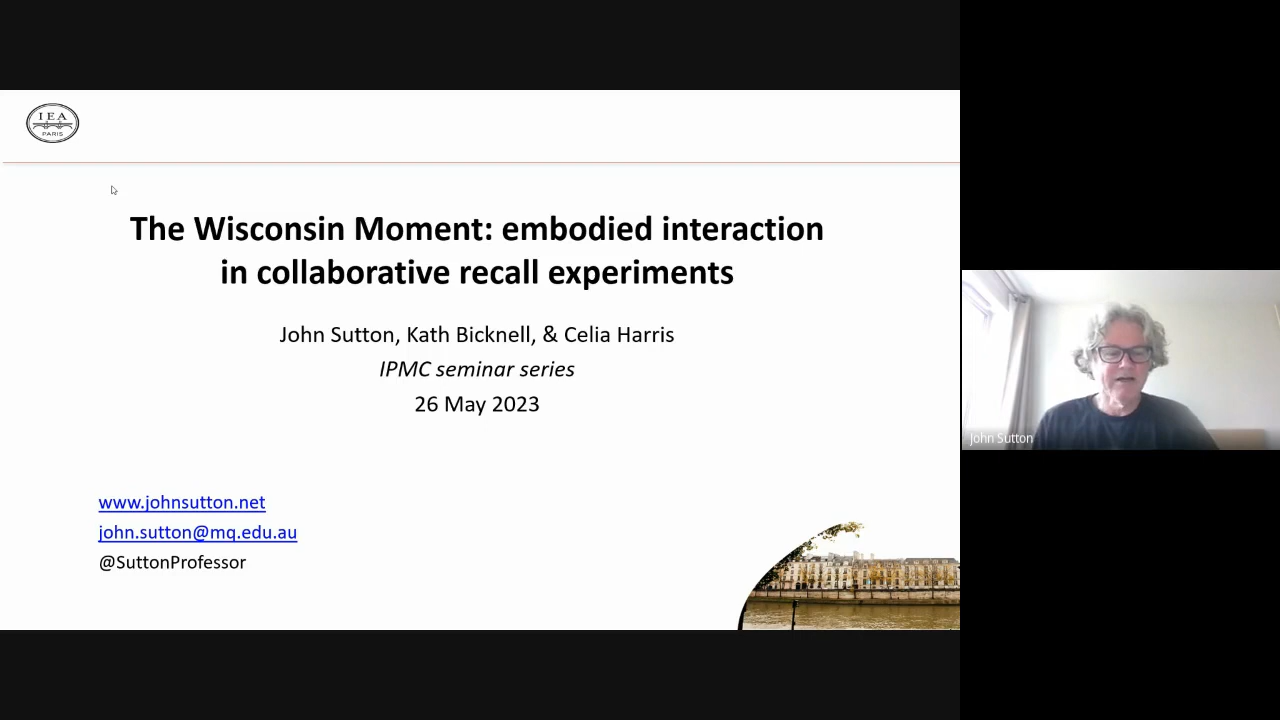 IEA
PARIS
The Wisconsin Moment: embodied interaction
in collaborative recall experiments
John Sutton, Kath Bicknell, & Celia Harris
IPMC seminar series
26 May 2023
www.johnsutton.net
john.sutton@mq.edu.au
@SuttonProfessor
John Sutton